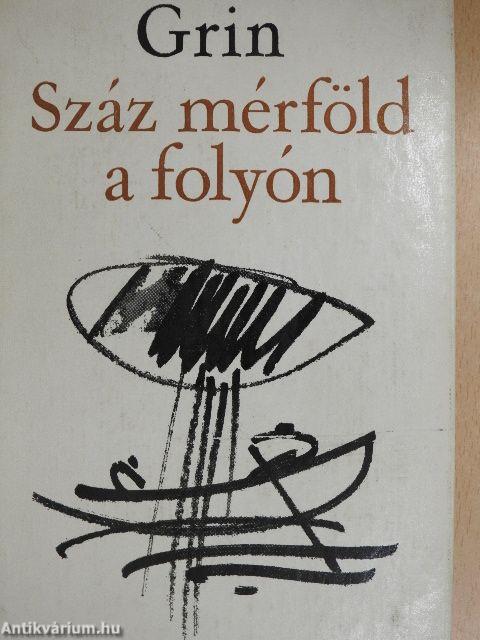 Grin
Száz mérföld
a folyón
Antikvárium.hu